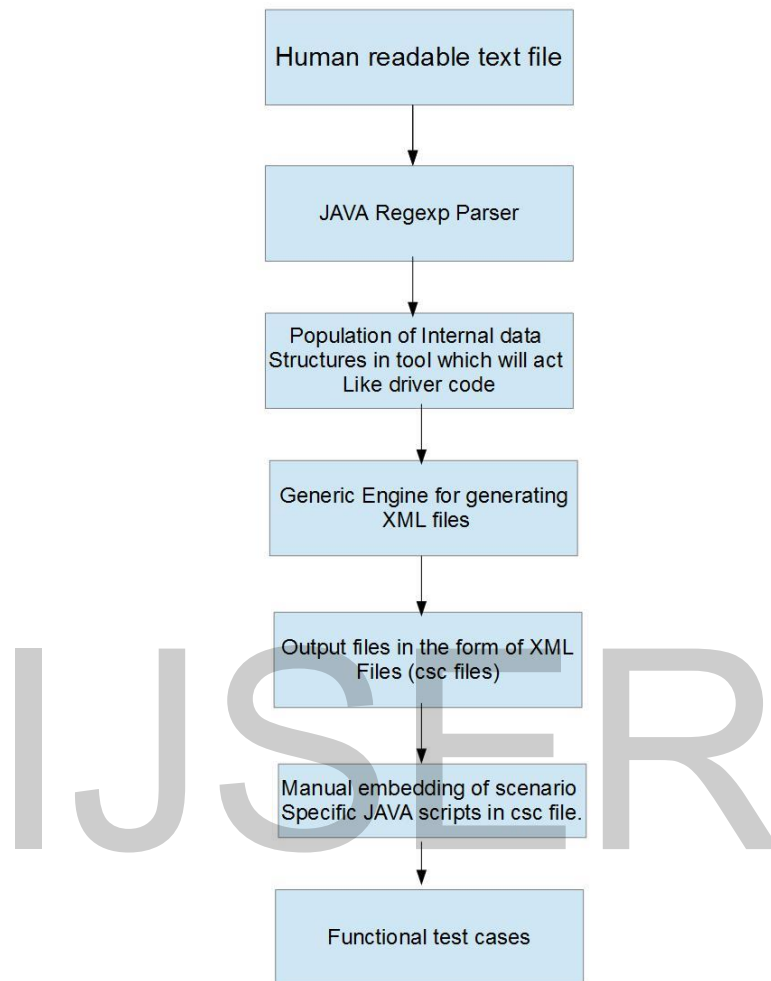 Human readable text file
JAVA Regexp Parser
Population of Internal data
Structures in tool which will act
Like driver code
Generic Engine for generating
XML files
Output files in the form of XML
Files (csc files)
Manual embedding of scenario
Specific JAVA scripts in csc file.
Functional test cases
IJSER